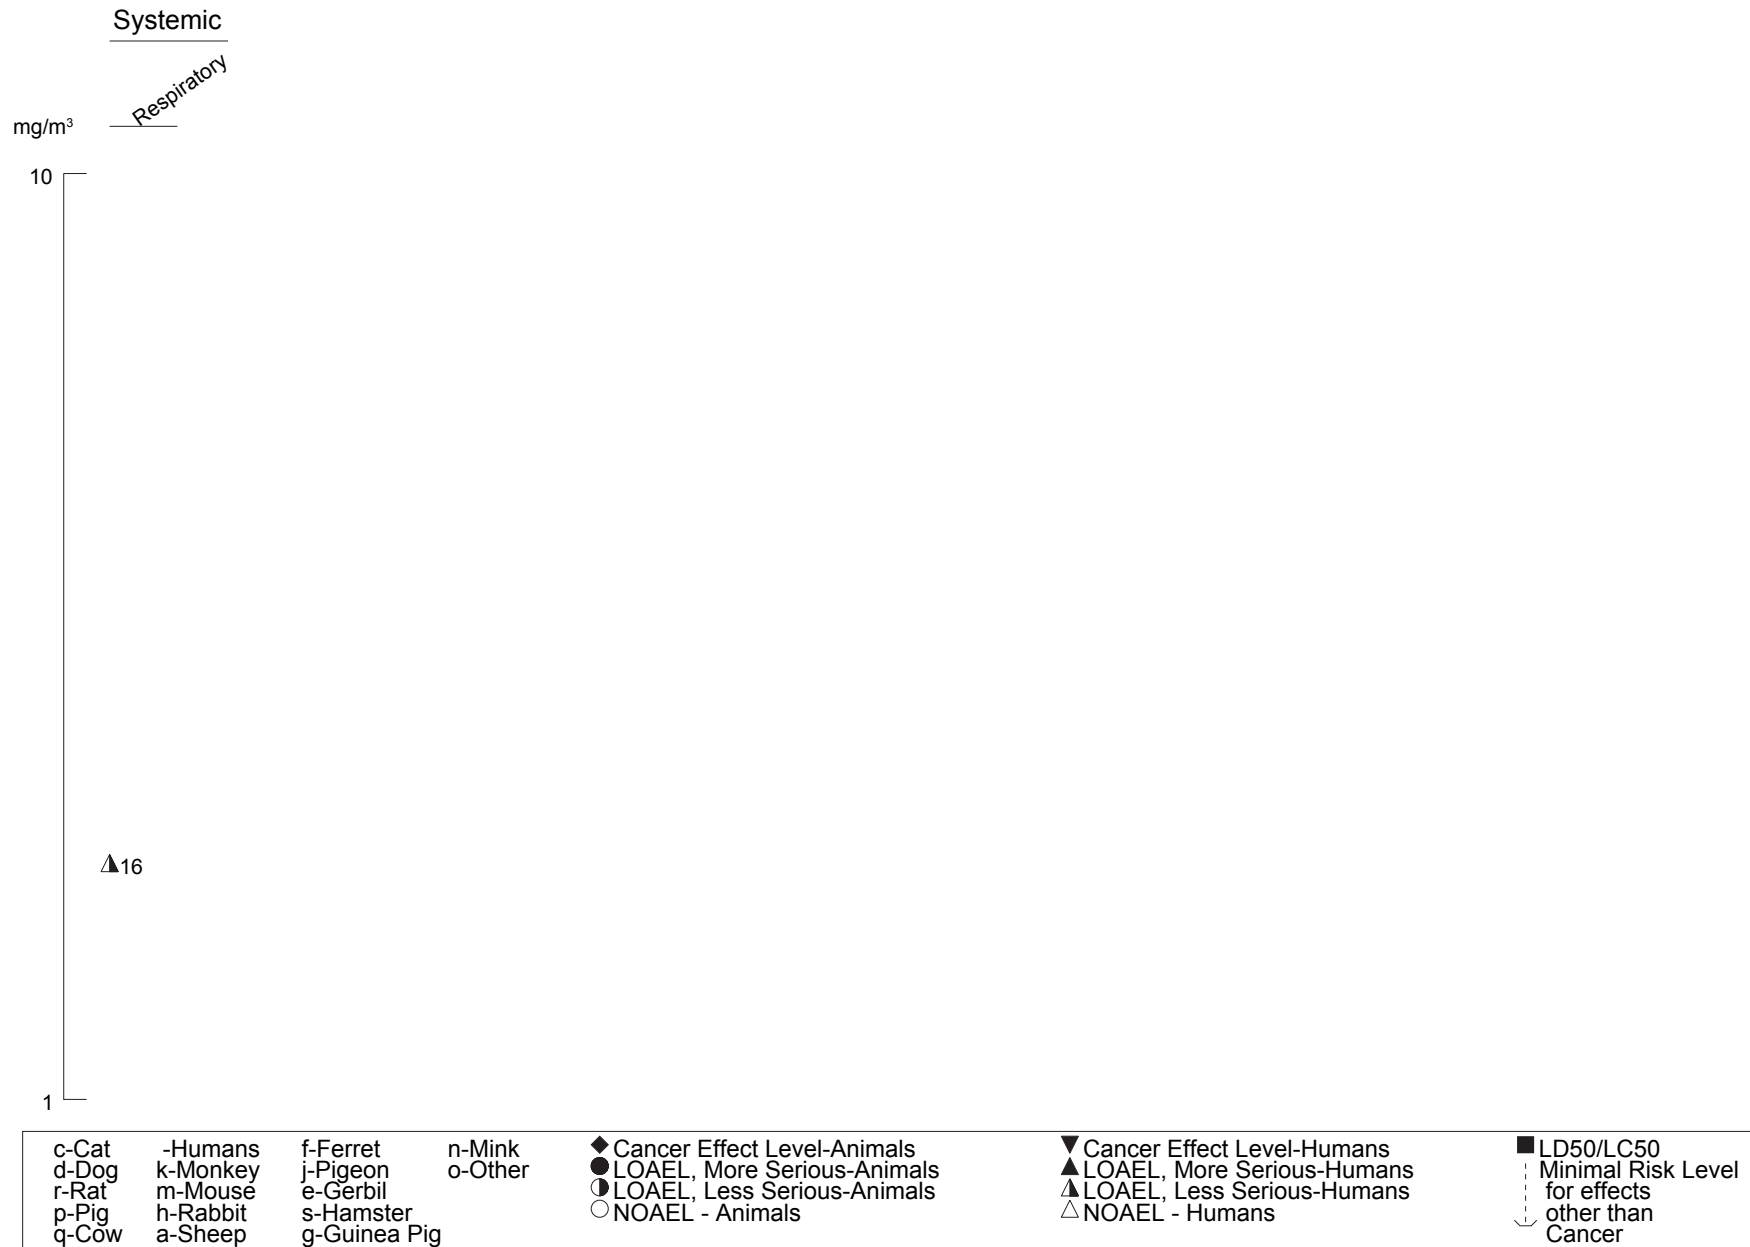 Systemic
Respiratory
mg/m³
10
16
1
c-Cat -Humans f-Ferret n-Mink Cancer Effect Level-Animals Cancer Effect Level-Humans LD50/LC50
d-Dog k-Monkey j-Pigeon o-Other LOAEL, More Serious-Animals LOAEL, More Serious-Humans Minimal Risk Level
r-Rat m-Mouse e-Gerbil LOAEL, Less Serious-Animals LOAEL, Less Serious-Humans for effects
p-Pig h-Rabbit s-Hamster NOAEL - Animals NOAEL - Humans other than
q-Cow a-Sheep g-Guinea Pig Cancer